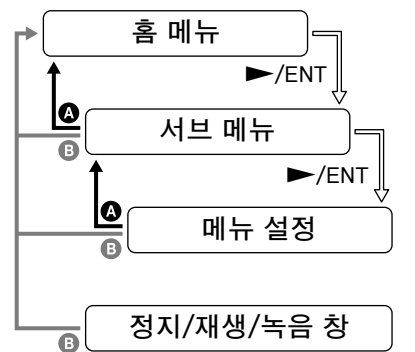 홈 메뉴
►/ENT
A
서브 메뉴
B
►/ENT
A
메뉴 설정
B
정지/재생/녹음 창
B